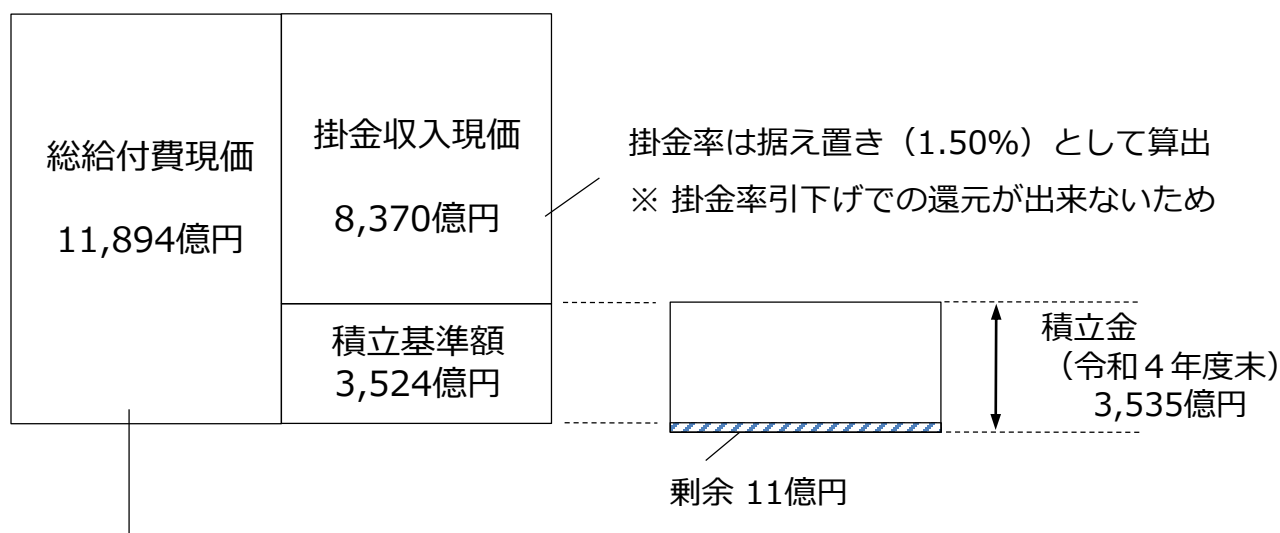 総給付費現価
11,894億円
掛金収入現価
8,370億円
積立基準額
3,524億円
掛金率は据え置き（1.50%）として算出
※ 掛金率引下げでの還元が出来ないため
積立金
（令和４年度末）
3,535億円
剰余 11億円